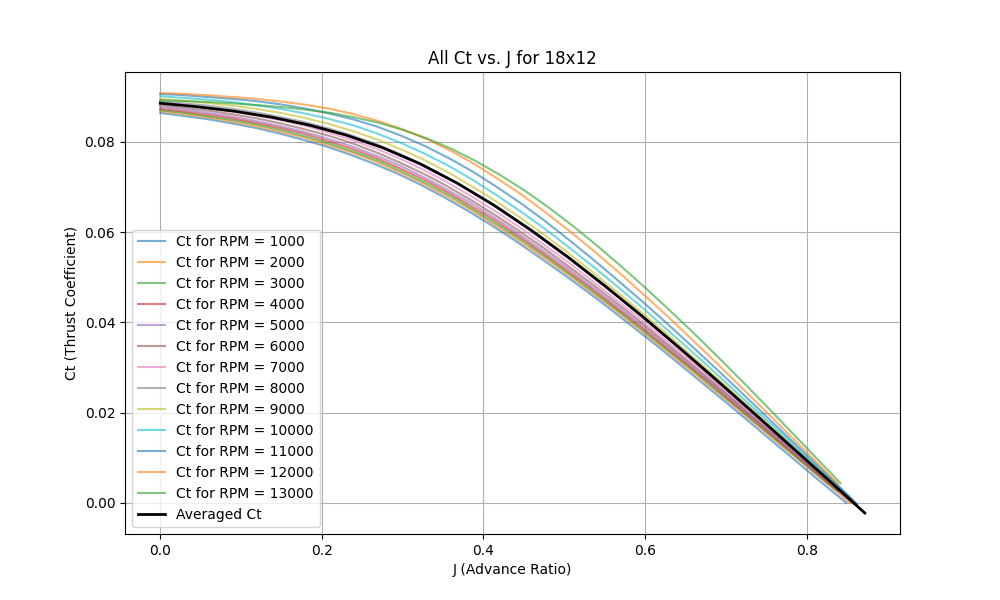 All Ct vs. J for 18x12
Ct (Thrust Coefficient)
0.08
0.06
0.04
0.02
0.00
Ct for RPM = 1000
Ct for RPM = 2000
Ct for RPM = 3000
Ct for RPM = 4000
Ct for RPM = 5000
Ct for RPM = 6000
Ct for RPM = 7000
Ct for RPM = 8000
Ct for RPM = 9000
Ct for RPM = 10000
Ct for RPM = 11000
Ct for RPM = 12000
Ct for RPM = 13000
Averaged Ct
0.0 0.2 0.4 0.6 0.8
J (Advance Ratio)